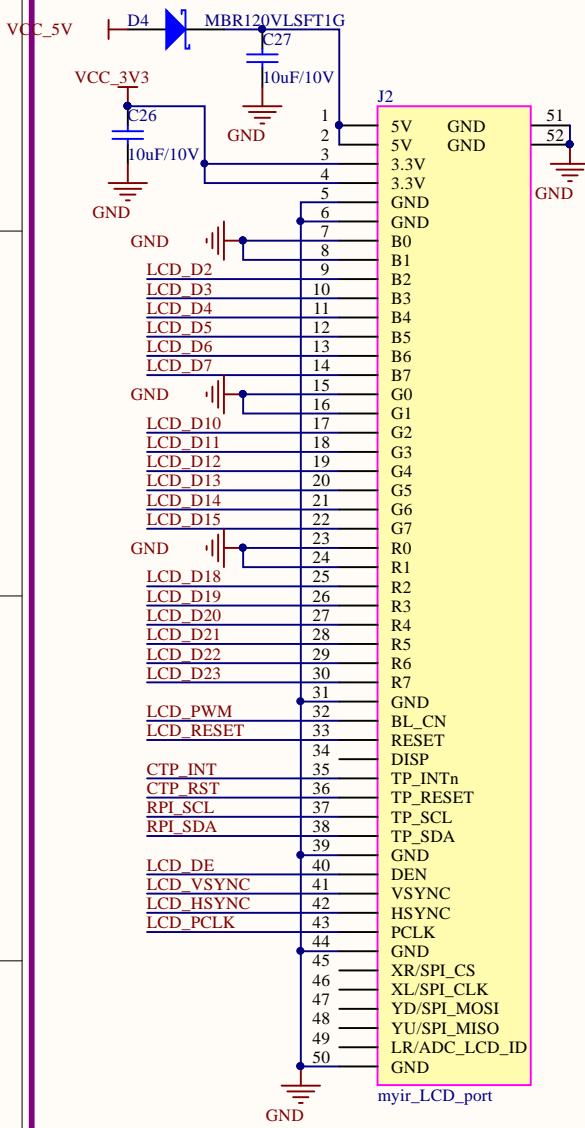 VCC_5V D4 MBR120VLSFT1G
C27
10uF/10V
GND
VCC_3V3
C26
10uF/10V
GND
J2
1 5V GND 51
2 5V GND 52
3 3.3V
4 3.3V
GND
5 GND
6 GND
GND 7 B0
8 B1
LCD_D2 9 B2
LCD_D3 10 B3
LCD_D4 11 B4
LCD_D5 12 B5
LCD_D6 13 B6
LCD_D7 14 B7
GND 15 G0
16 G1
LCD_D10 17 G2
LCD_D11 18 G3
LCD_D12 19 G4
LCD_D13 20 G5
LCD_D14 21 G6
LCD_D15 22 G7
GND 23 R0
24 R1
LCD_D18 25 R2
LCD_D19 26 R3
LCD_D20 27 R4
LCD_D21 28 R5
LCD_D22 29 R6
LCD_D23 30 R7
31 GND
LCD_PWM 32 BL_CN
LCD_RESET 33 RESET
34 DISP
CTP_INT 35 TP_INTn
CTP_RST 36 TP_RESET
RPI_SCL 37 TP_SCL
RPI_SDA 38 TP_SDA
39 GND
LCD_DE 40 DEN
LCD_VSYNC 41 VSYNC
LCD_HSYNC 42 HSYNC
LCD_PCLK 43 PCLK
44 GND
45 XR/SPI_CS
46 XL/SPI_CLK
47 YD/SPI_MOSI
48 YU/SPI_MISO
49 LR/ADC_LCD_ID
50 GND
myir_LCD_port
GND